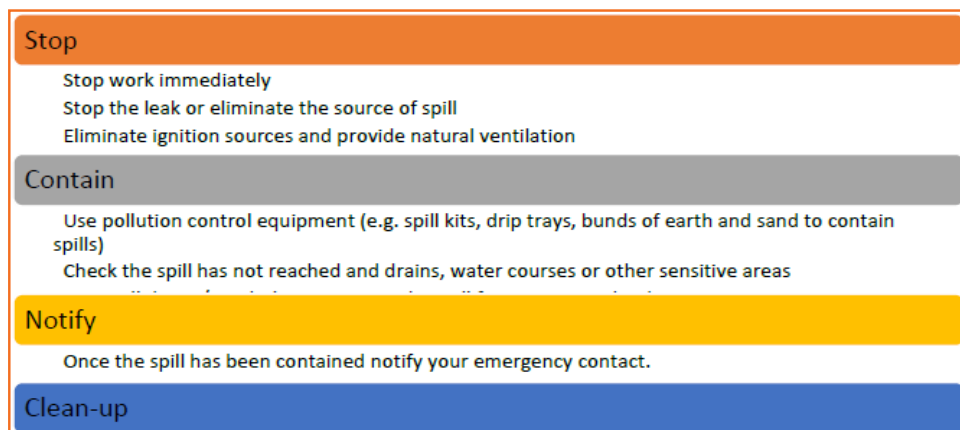 Stop
Stop work immediately
Stop the leak or eliminate the source of spill
Eliminate ignition sources and provide natural ventilation
Contain
Use pollution control equipment (e.g. spill kits, drip trays, bunds of earth and sand to contain
spills)
Check the spill has not reached and drains, water courses or other sensitive areas
Notify
Once the spill has been contained notify your emergency contact.
Clean-up